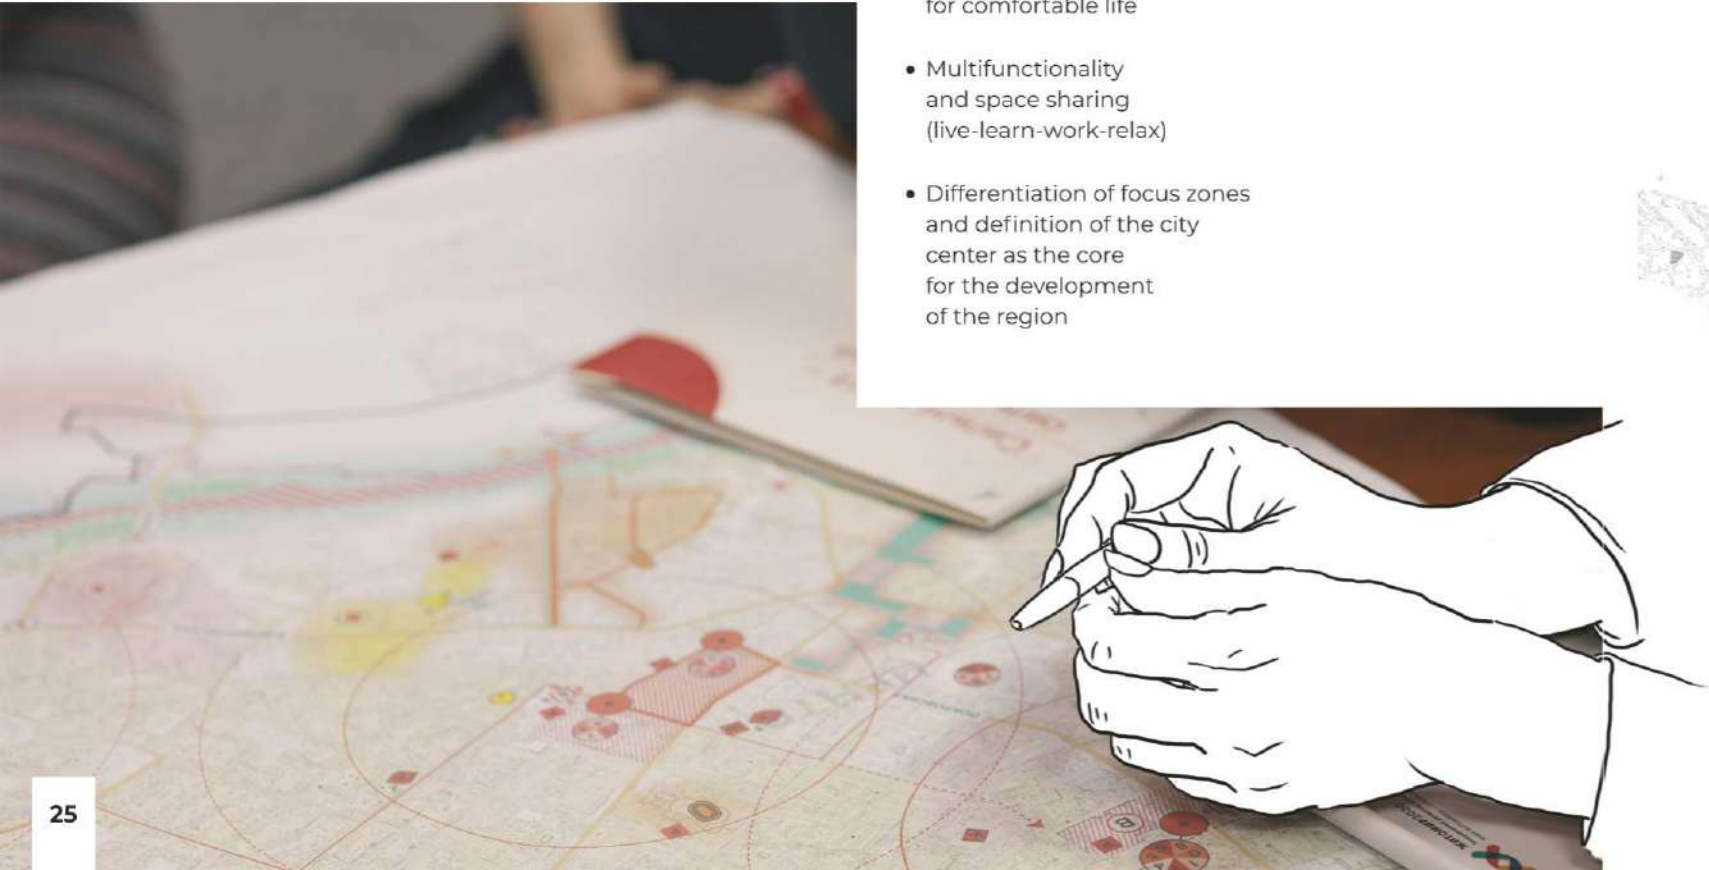 for comfortable life
• Multifunctionality
and space sharing
(live-learn-work-relax)
• Differentiation of focus zones
and definition of the city
center as the core
for the development
of the region
25